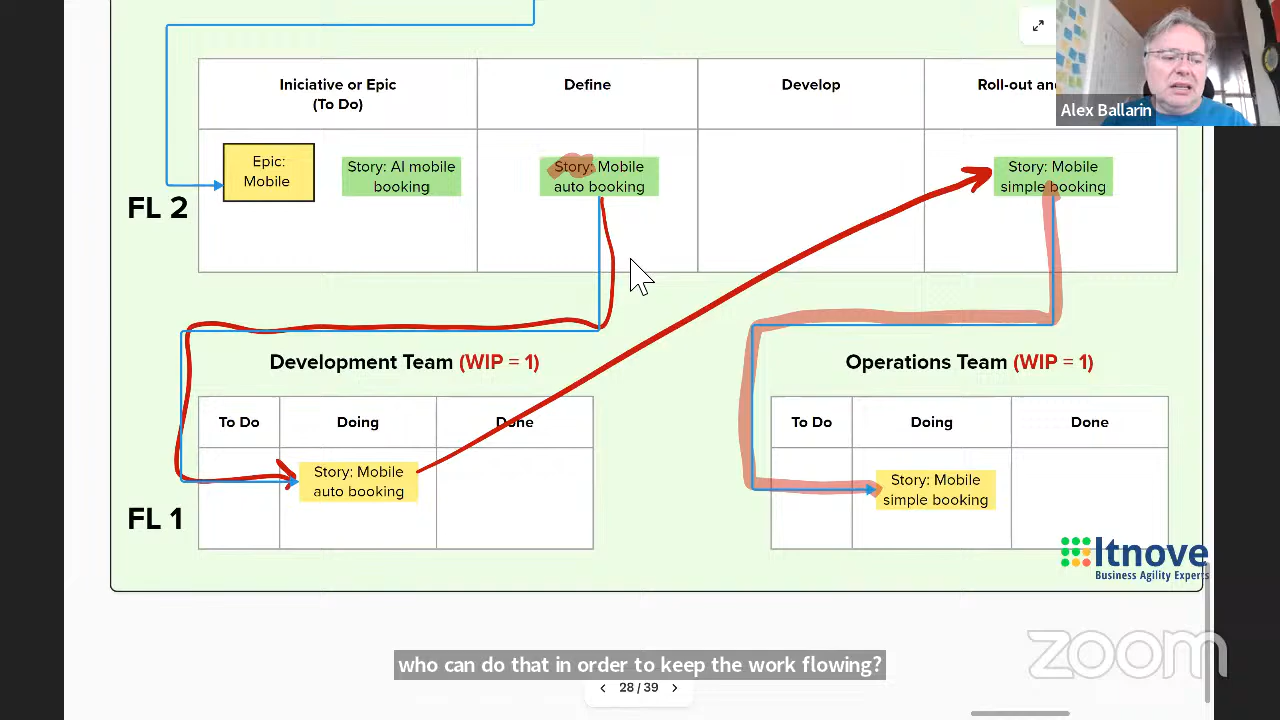 Iniciative or Epic
(To Do)
Define
Develop
Roll-out an
Alex Ballarin
Epic:
Mobile
Story: AI mobile
booking
Story: Mobile
auto booking
Story: Mobile
simple booking
FL 2
Development Team (WIP = 1)
Operations Team (WIP = 1)
To Do
Doing
Done
To Do
Doing
Done
Story: Mobile
auto booking
Story: Mobile
simple booking
FL 1
Itnove
Business Agility Experts
who can do that in order to keep the work flowing?
zoom
28 / 39